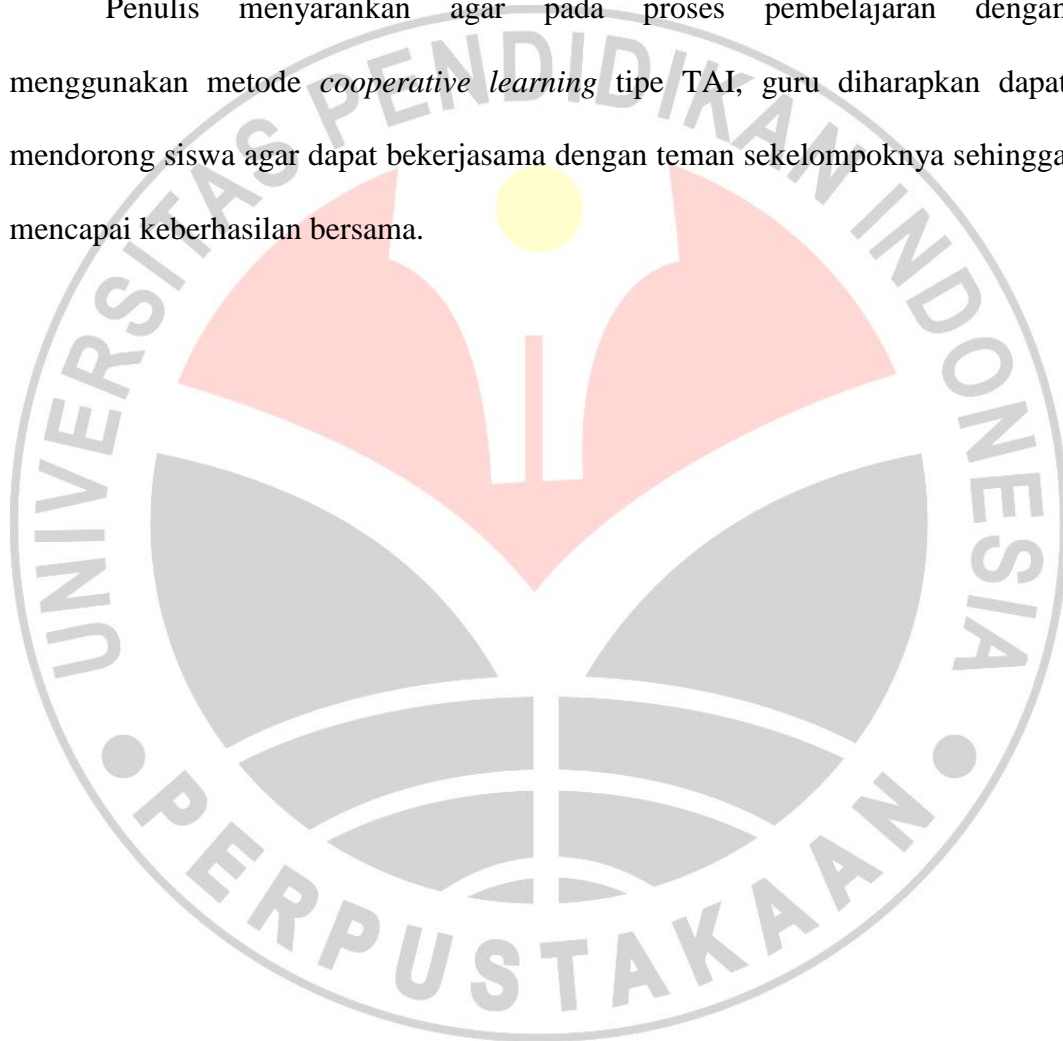 Penulis menyarankan agar pada proses pembelajaran dengan
menggunakan metode cooperative learning tipe TAI, guru diharapkan dapat
mendorong siswa agar dapat bekerjasama dengan teman sekelompoknya sehingga
mencapai keberhasilan bersama.
UNIVERSITAS PENDIDIKAN INDONESIA
PERPUSTAKAAN